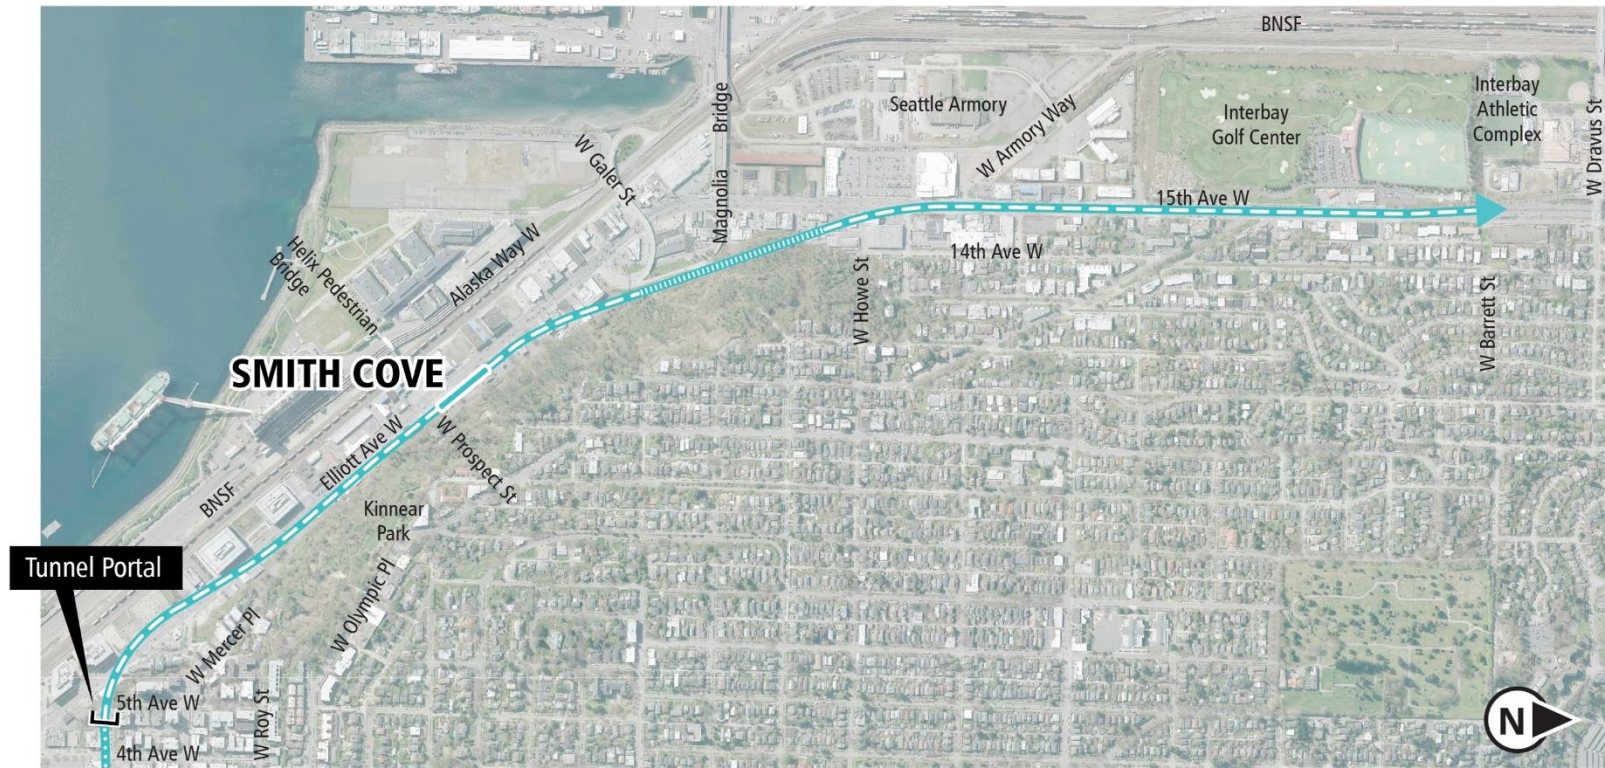 BNSF
Bridge
Magnolia
Seattle Armory
W Armory Way
Interbay
Golf Center
Interbay
Athletic
Complex
W Dravus St
W Galer St
15th Ave W
14th Ave W
Helix Pedestrian
Bridge
Alaska Way W
W Howe St
W Barrett St
SMITH COVE
Elliott Ave W
W Prospect St
BNSF
Kinnear
Park
Tunnel Portal
W Olympic Pl
W Mercer Pl
5th Ave W
W Roy St
4th Ave W
N